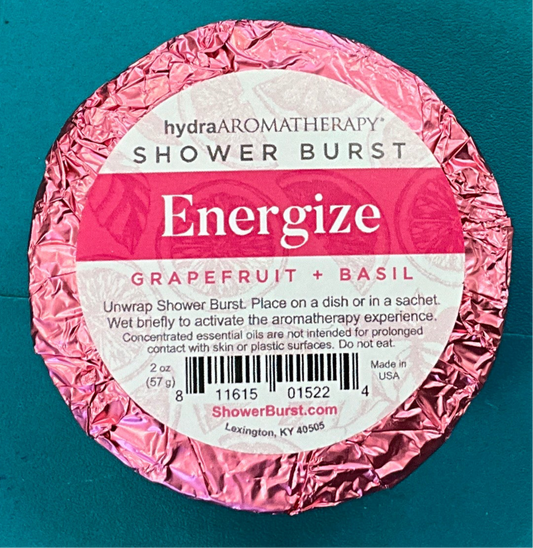 hydraAROMATHERAPY®
SHOWER BURST
Energize
GRAPEFRUIT + BASIL
Unwrap Shower Burst. Place on a dish or in a sachet.
Wet briefly to activate the aromatherapy experience.
Concentrated essential oils are not intended for prolonged
contact with skin or plastic surfaces. Do not eat.
2 oz
(57 g)
Made in
USA
8 11615 01522 4
ShowerBurst.com
Lexington, KY 40505